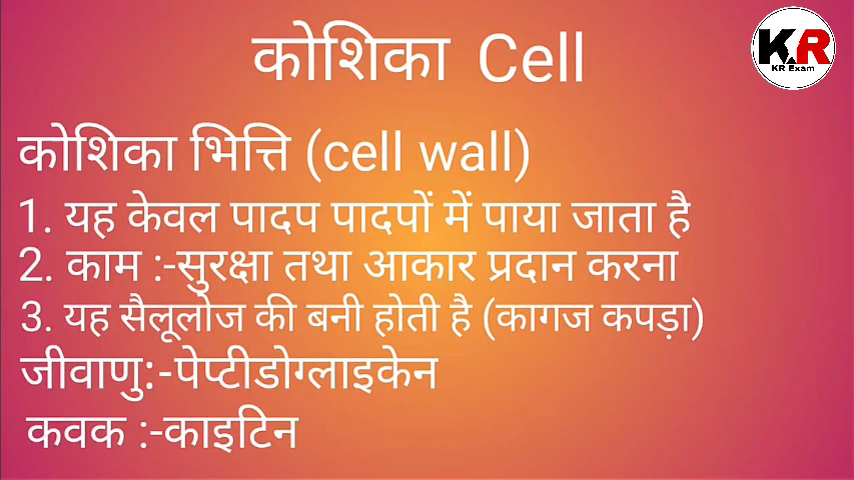 कोशिका Cell
KR
KR Exam
कोशिका भित्ति (cell wall)
1. यह केवल पादप पादपों में पाया जाता है
2. काम :-सुरक्षा तथा आकार प्रदान करना
3. यह सैलूलोज की बनी होती है (कागज कपड़ा)
जीवाणु:-पेप्टीडोग्लाइकेन
कवक :-काइटिन